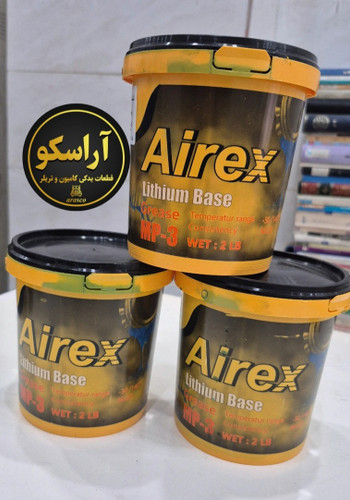 آراسکو
قطعات یدکی کامیون و تریلر
arasco
Airex
Lithium Base
Grease
MP-3
Temperatur range
WET : 2 LB
Airex
Lithium Base
MP-3
WET : 2 LB
Airex
Lithium Base
WET : 2 LB